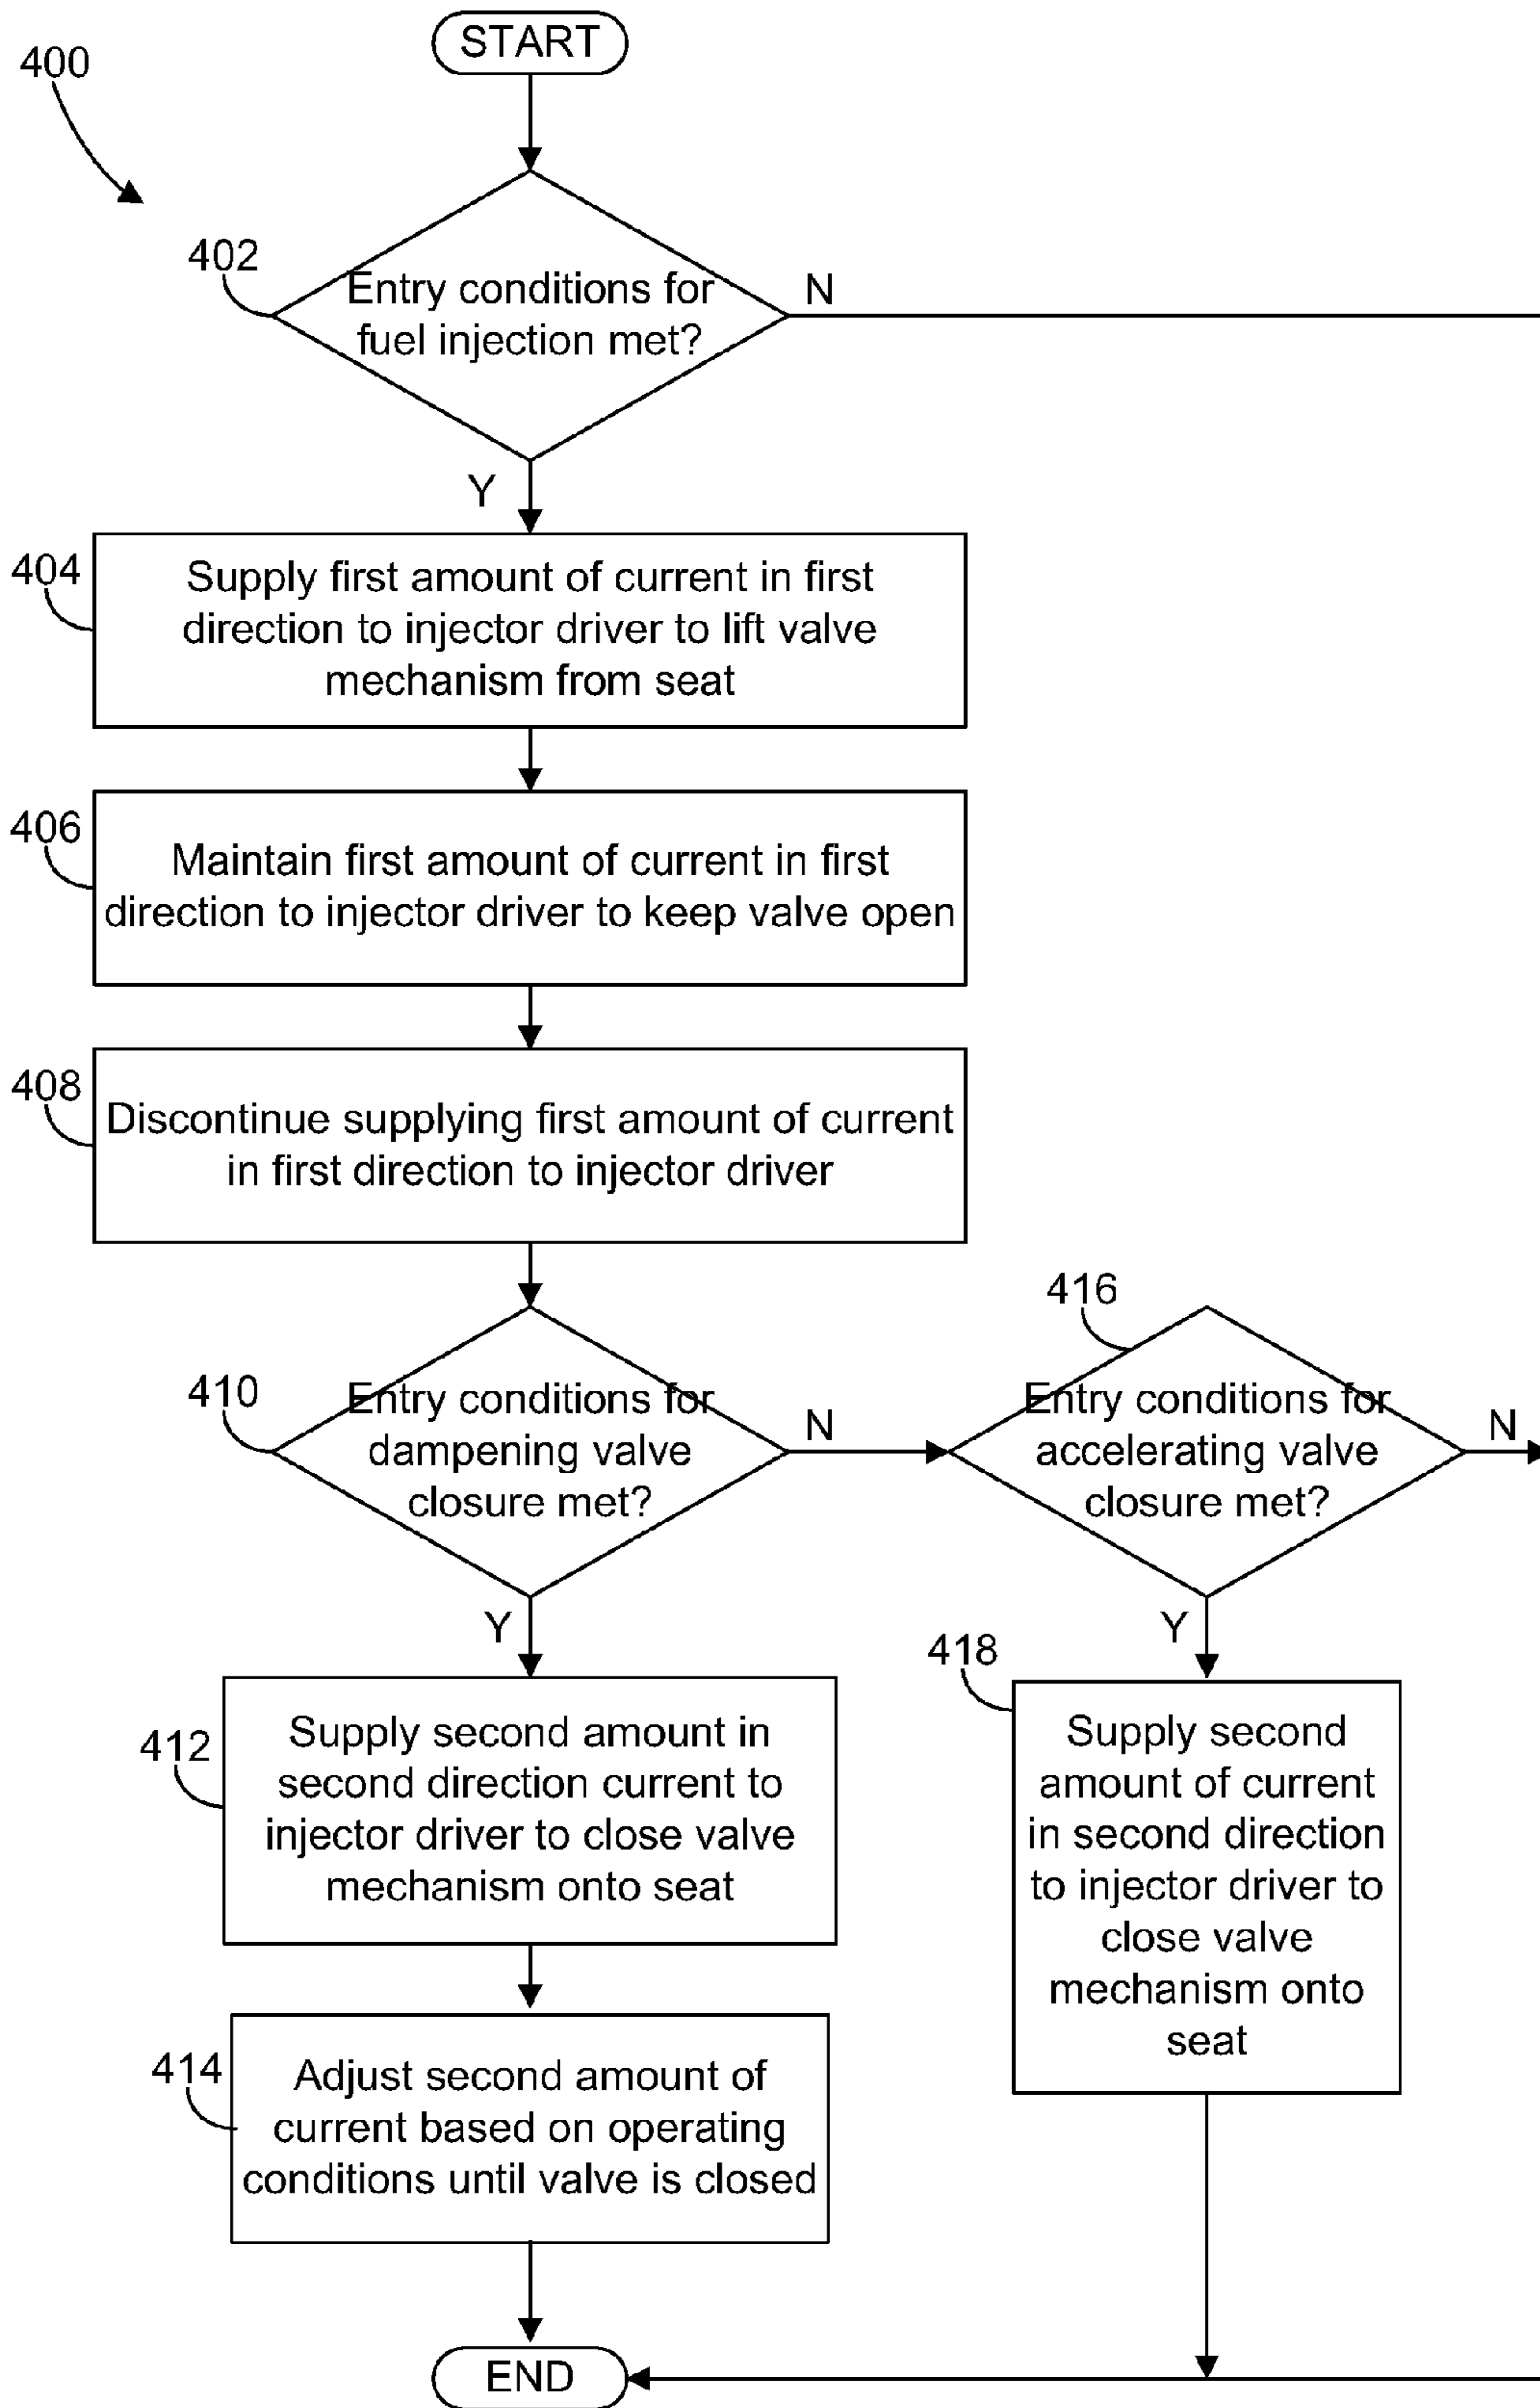 START
400
402
Entry conditions for
fuel injection met?
N
Y
404
Supply first amount of current in first
direction to injector driver to lift valve
mechanism from seat
406
Maintain first amount of current in first
direction to injector driver to keep valve open
408
Discontinue supplying first amount of current
in first direction to injector driver
410
Entry conditions for
dampening valve
closure met?
N
416
Entry conditions for
accelerating valve
closure met?
N
Y
412
Supply second amount in
second direction current to
injector driver to close valve
mechanism onto seat
Y
418
Supply second
amount of current
in second direction
to injector driver to
close valve
mechanism onto
seat
414
Adjust second amount of
current based on operating
conditions until valve is closed
END